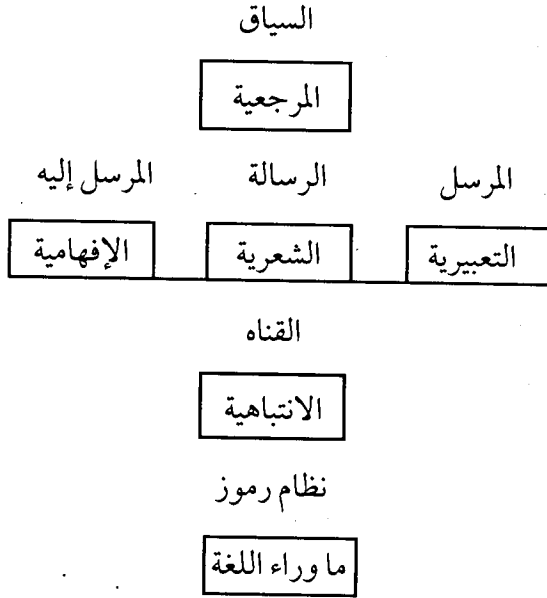 السياق
المرجعية
المرسل الرسالة المرسل إليه
التعبيرية الشعرية الإفهامية
القناه
الانتباهية
نظام رموز
ما وراء اللغة